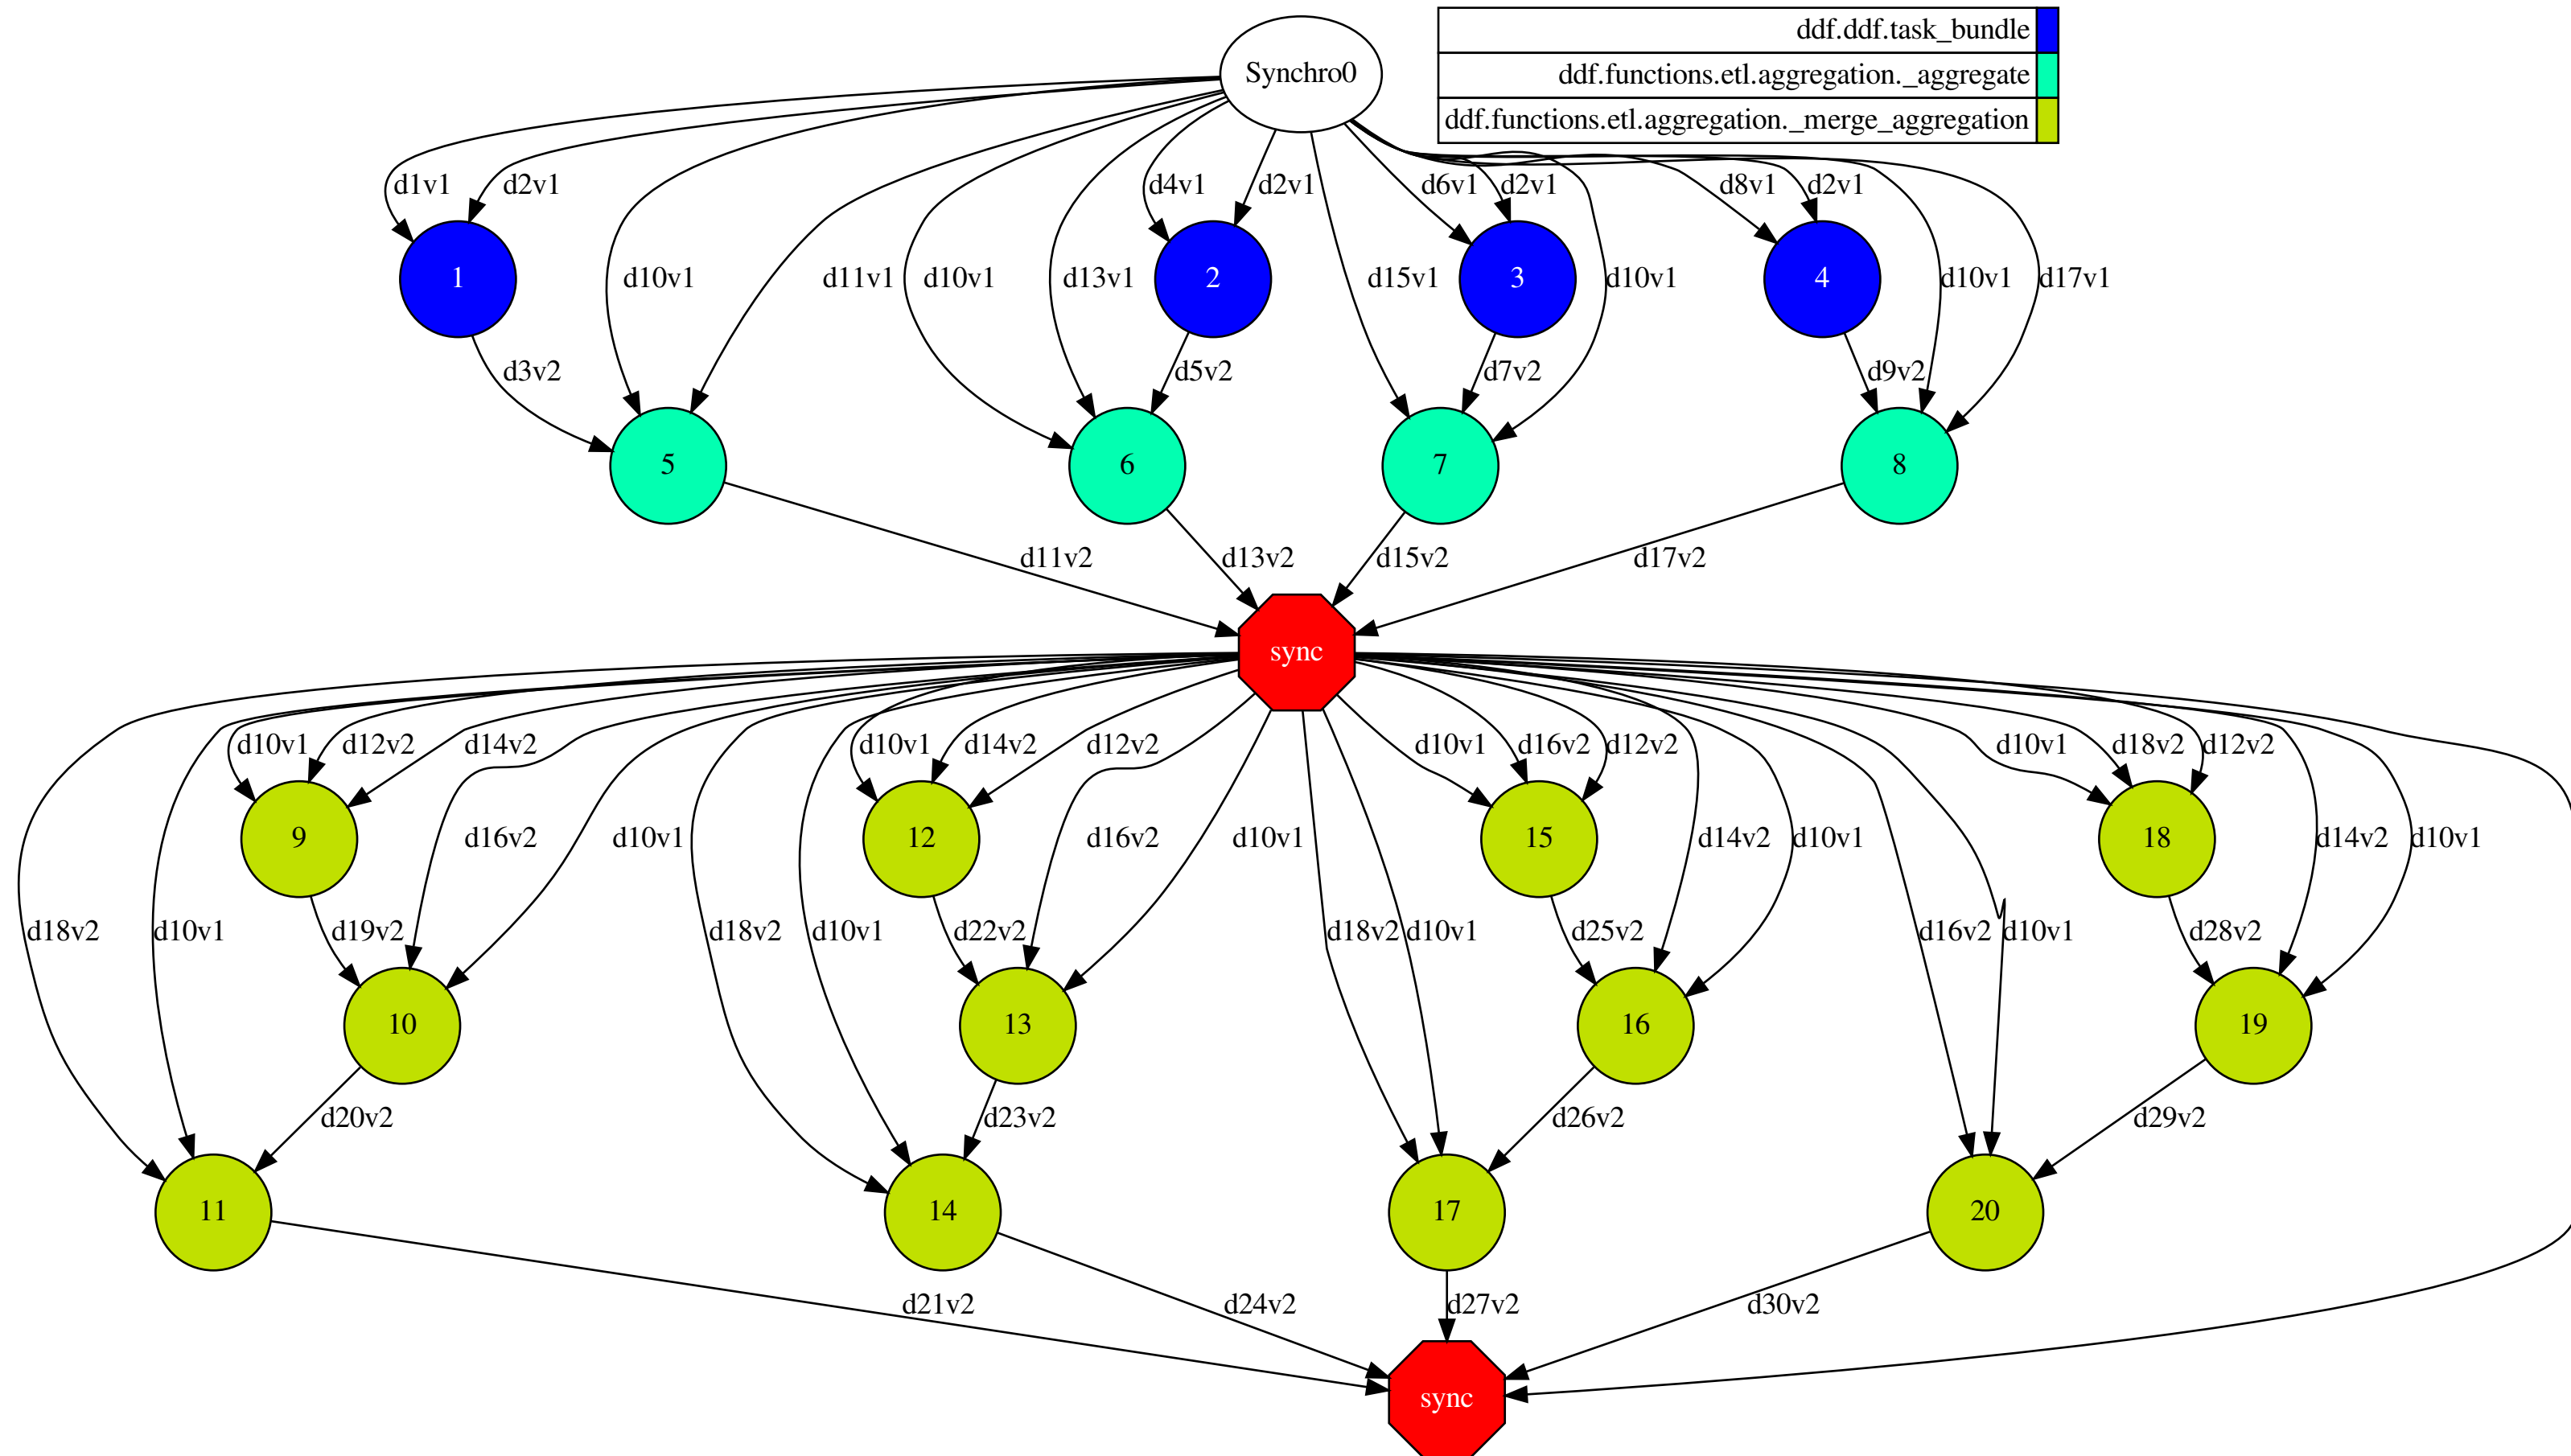 Synchro0
ddf.ddf.task_bundle
ddf.functions.etl.aggregation._aggregate
ddf.functions.etl.aggregation._merge_aggregation
d1v1 d2v1 d4v1 d2v1 d6v1 d2v1 d8v1 d2v1
1 d10v1 d11v1 d10v1 d13v1 2 d15v1 3 d10v1 4 d10v1 d17v1
d3v2 d5v2 d7v2 d9v2
5 6 7 8
d11v2 d13v2 d15v2 d17v2
sync
d10v1 d12v2 d14v2 d10v1 d14v2 d12v2 d10v1 d16v2 d12v2 d10v1 d18v2 d12v2
9 d16v2 d10v1 12 d16v2 d10v1 15 d14v2 d10v1 18 d14v2 d10v1
d18v2 d10v1 d19v2 d18v2 d10v1 d22v2 d18v2 d10v1 d25v2 d16v2 d10v1 d28v2
10 13 16 19
d20v2 d23v2 d26v2 d29v2
11 14 17 20
d21v2 d24v2 d27v2 d30v2
sync